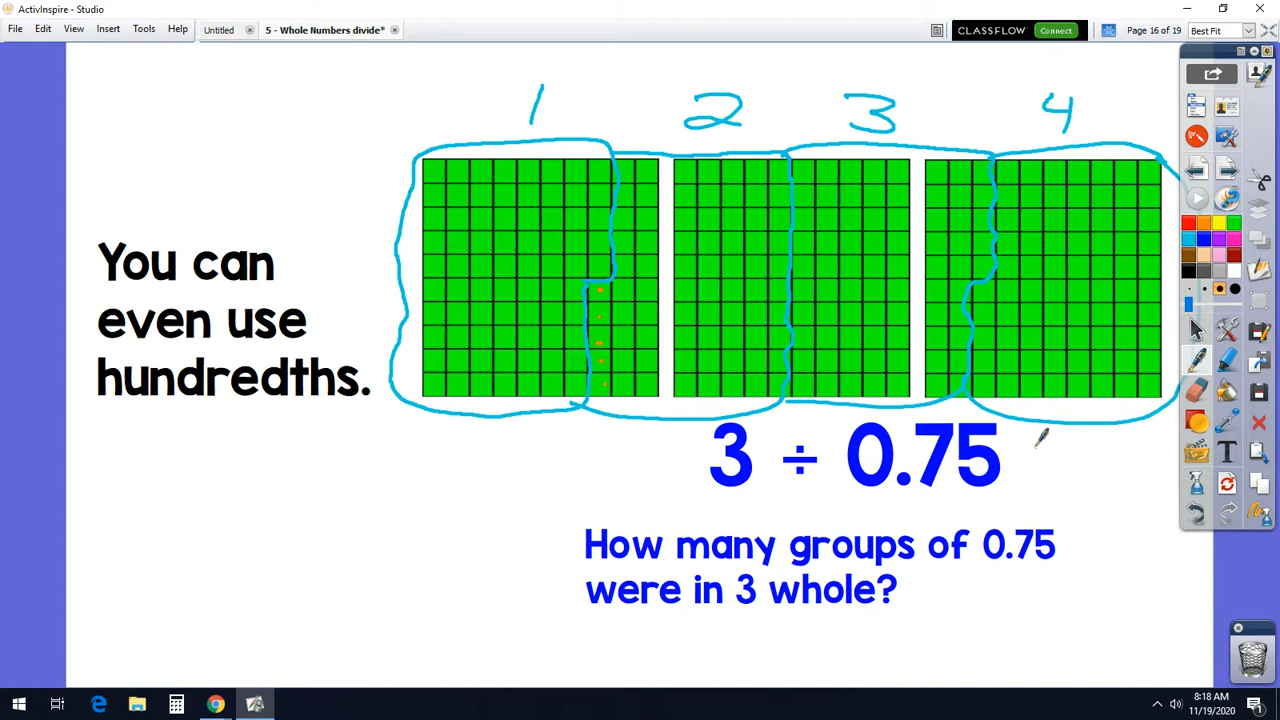 ActivInspire - Studio
File Edit View Insert Tools Help
Untitled
5 - Whole Numbers divide*
CLASSFLOW Connect
Page 16 of 19
Best Fit
1 2 3 4
You can
even use
hundredths.
3 ÷ 0.75
How many groups of 0.75
were in 3 whole?
8:18 AM
11/19/2020